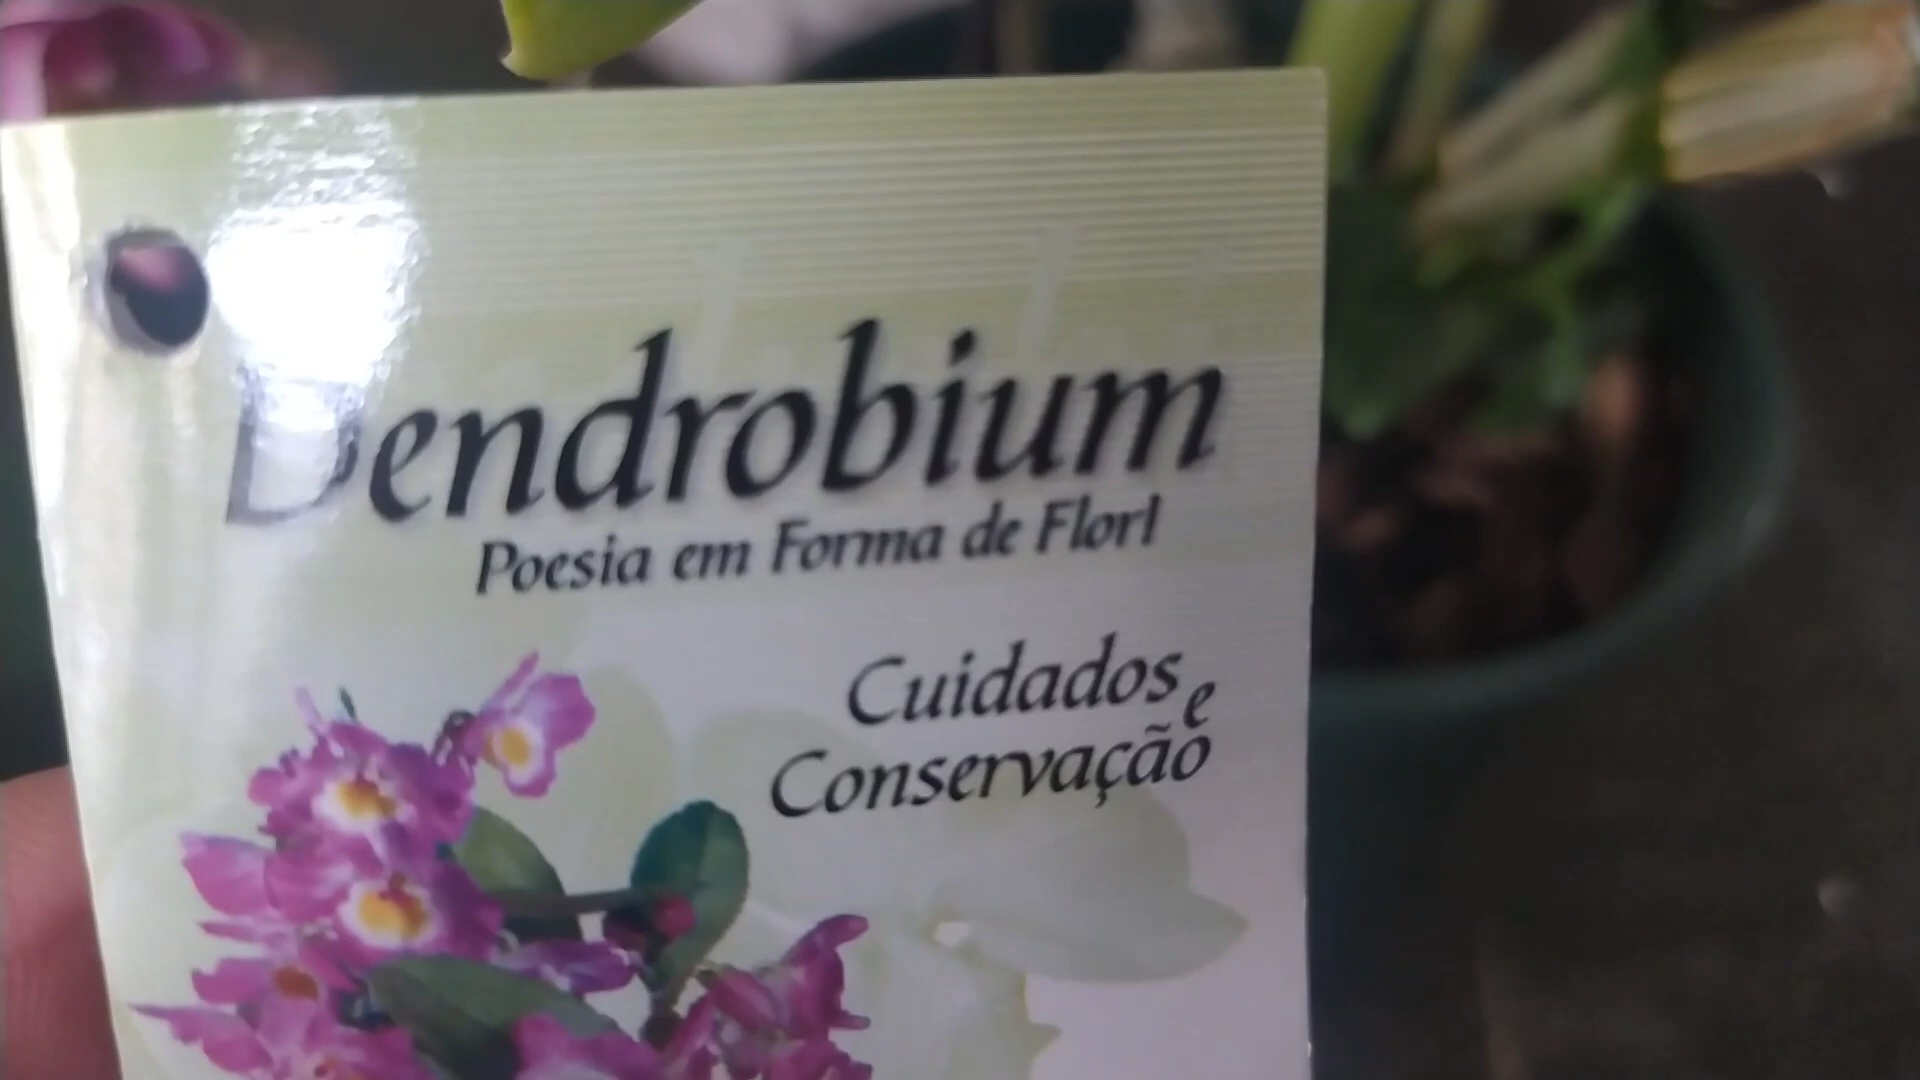 Dendrobium
Poesia em Forma de Flor!
Cuidados e
Conservação